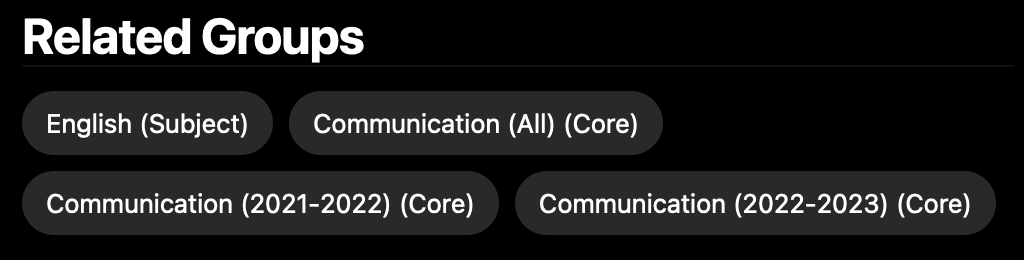 Related Groups
English (Subject) Communication (All) (Core)
Communication (2021-2022) (Core) Communication (2022-2023) (Core)